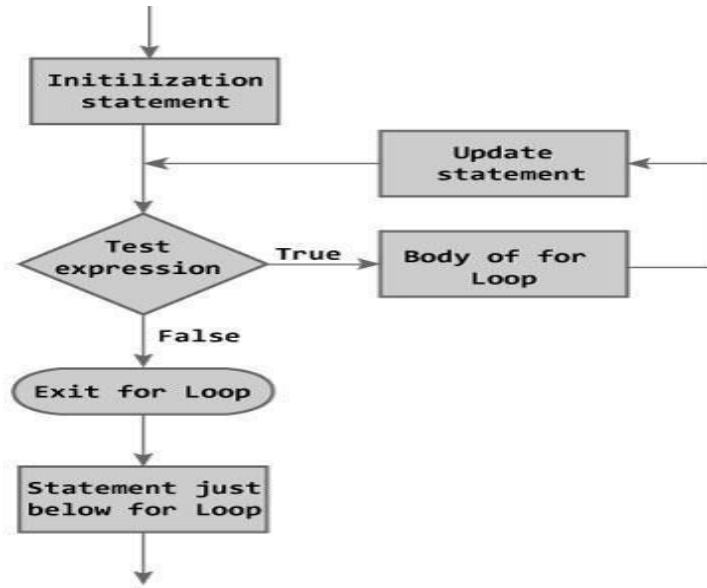 Initilization
statement
Update
statement
Test
expression
True
Body of for
Loop
False
Exit for Loop
Statement just
below for Loop